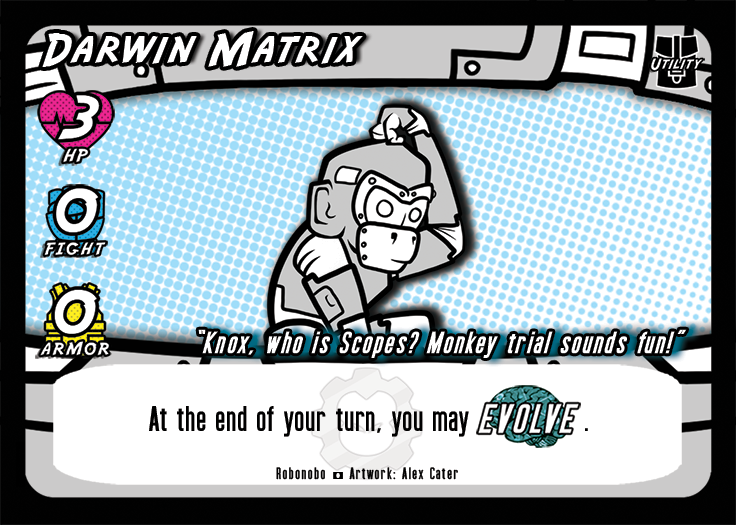 Darwin Matrix
Utility
3
HP
0
Fight
0
Armor
"Knox, who is Scopes? Monkey trial sounds fun!"
At the end of your turn, you may EVOLVE .
Robonobo Artwork: Alex Cater